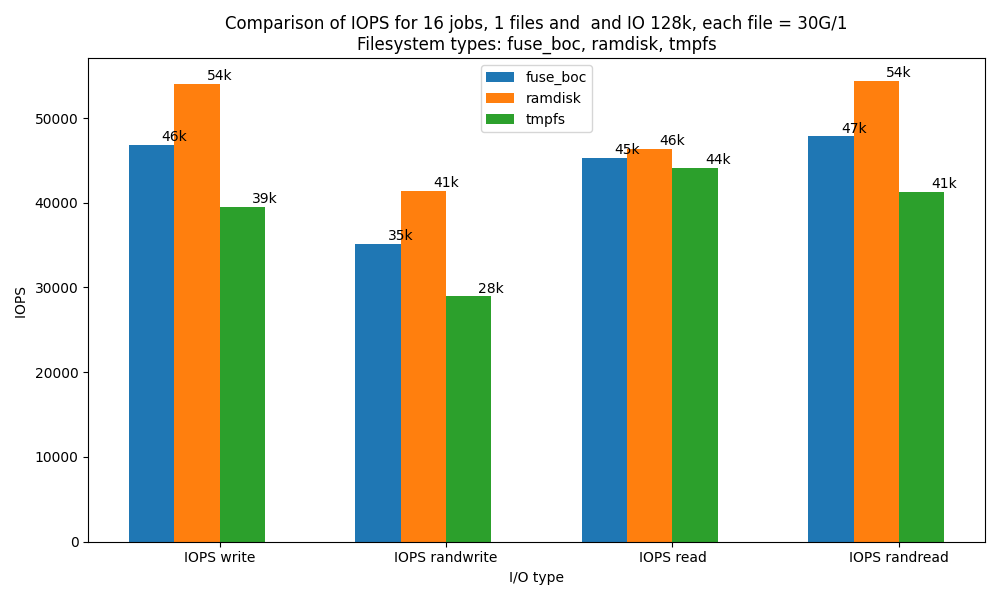 Comparison of IOPS for 16 jobs, 1 files and  and IO 128k, each file = 30G/1
Filesystem types: fuse_boc, ramdisk, tmpfs
fuse_boc
ramdisk
tmpfs
IOPS
50000
40000
30000
20000
10000
0
46k
54k
39k
35k
41k
28k
45k
46k
44k
47k
54k
41k
IOPS write
IOPS randwrite
IOPS read
IOPS randread
I/O type